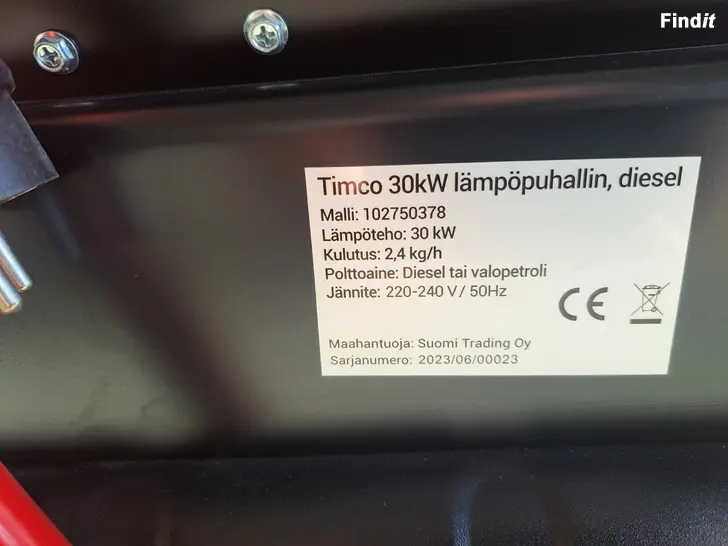 Findit
Timco 30kW lämpöpuhallin, diesel
Malli: 102750378
Lämpöteho: 30 kW
Kulutus: 2,4 kg/h
Polttoaine: Diesel tai valopetroli
Jännite: 220-240 V / 50Hz
CE
Maahantuoja: Suomi Trading Oy
Sarjanumero: 2023/06/00023